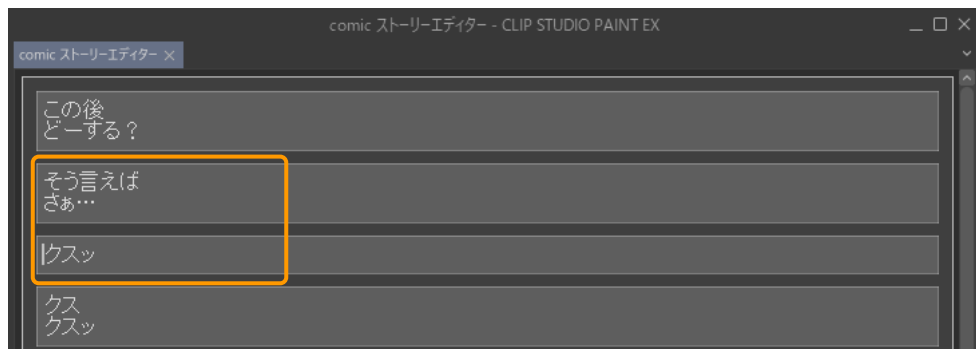 comic ストーリーエディター - CLIP STUDIO PAINT EX
comic ストーリーエディター
この後
どーする？
そう言えば
さぁ…
クスッ
クス
クスッ